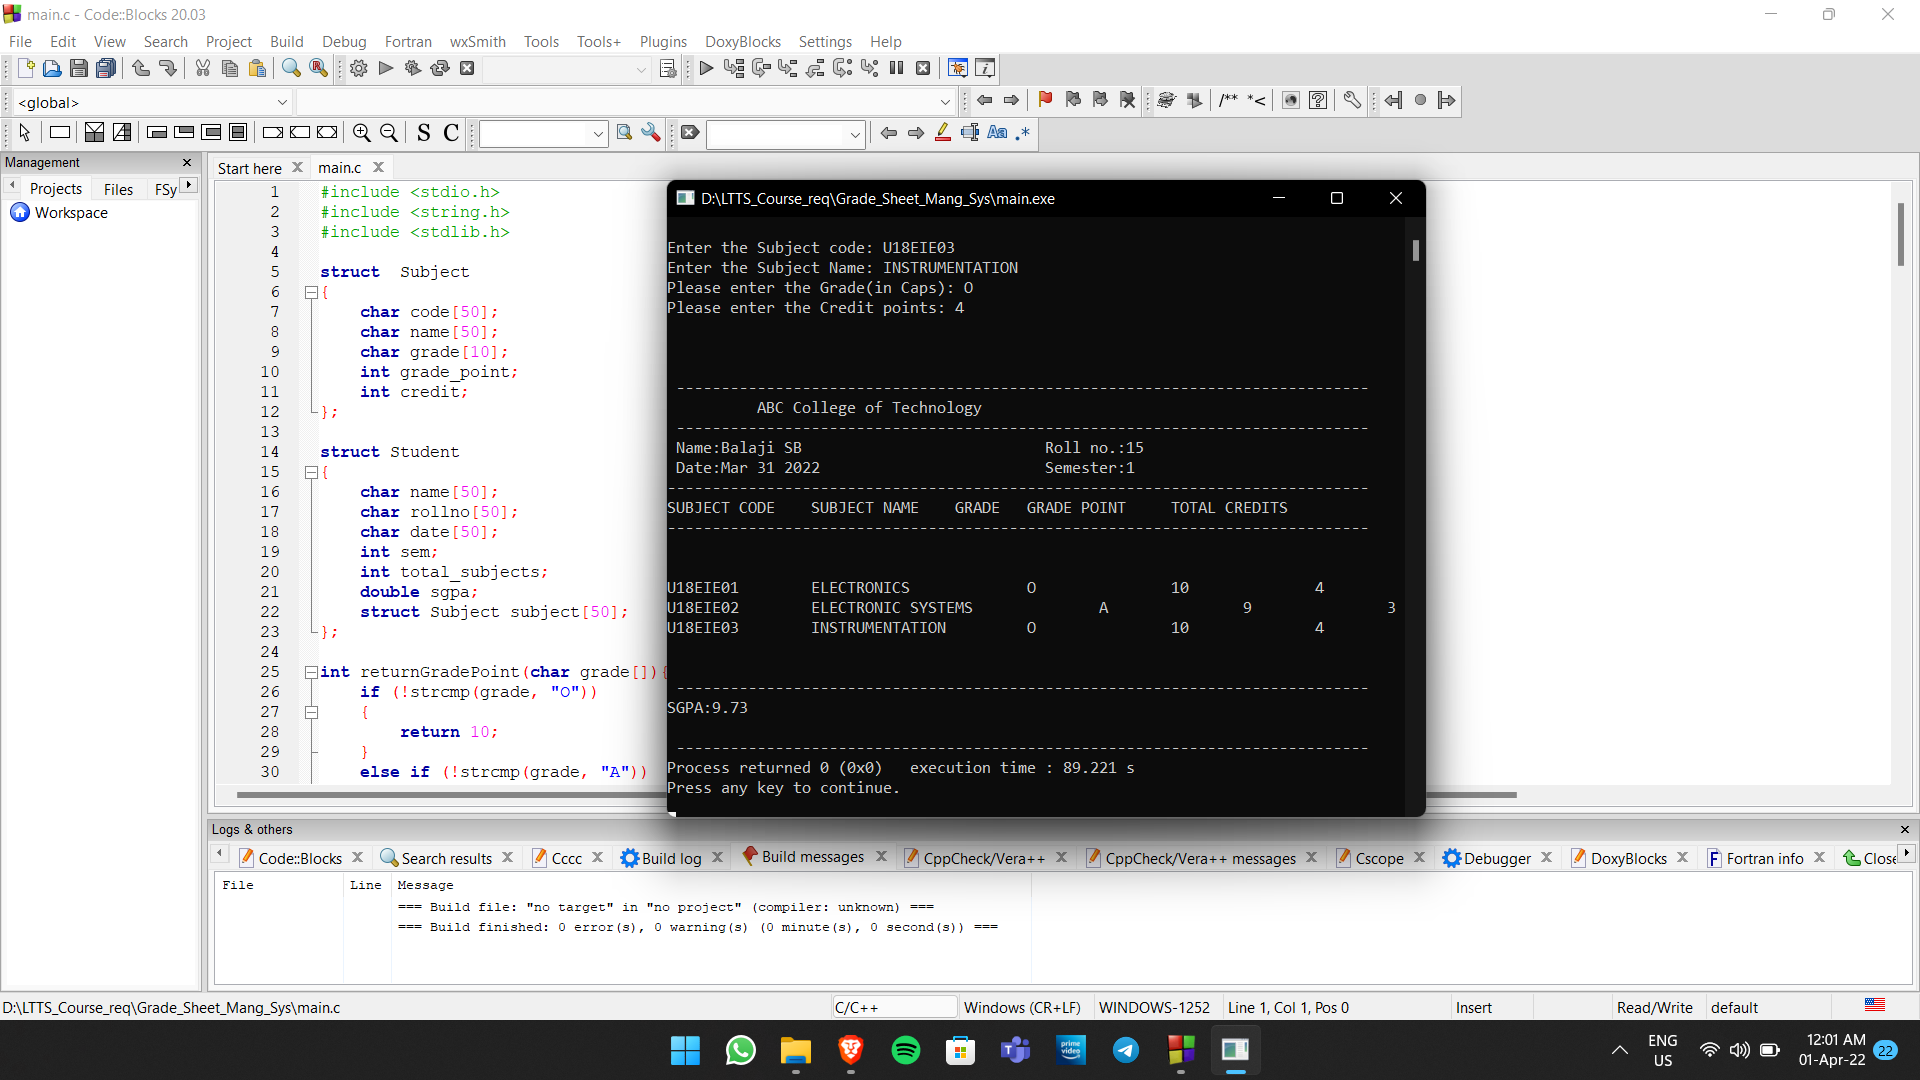 main.c - Code::Blocks 20.03
File Edit View Search Project Build Debug Fortran wxSmith Tools Tools+ Plugins DoxyBlocks Settings Help
<global>
/** *<
S C
Aa .*
Management
Projects Files FSy
Workspace
Start here main.c
1 #include <stdio.h>
2 #include <string.h>
3 #include <stdlib.h>
4
5 struct  Subject
6 {
7 char code[50];
8 char name[50];
9 char grade[10];
10 int grade_point;
11 int credit;
12 };
13
14 struct Student
15 {
16 char name[50];
17 char rollno[50];
18 char date[50];
19 int sem;
20 int total_subjects;
21 double sgpa;
22 struct Subject subject[50];
23 };
24
25 int returnGradePoint(char grade[]){
26 if (!strcmp(grade, "O"))
27 {
28 return 10;
29 }
30 else if (!strcmp(grade, "A"))
D:\LTTS_Course_req\Grade_Sheet_Mang_Sys\main.exe
Enter the Subject code: U18EIE03
Enter the Subject Name: INSTRUMENTATION
Please enter the Grade(in Caps): O
Please enter the Credit points: 4
-----------------------------------------------------------------------------
ABC College of Technology
-----------------------------------------------------------------------------
Name:Balaji SB Roll no.:15
Date:Mar 31 2022 Semester:1
------------------------------------------------------------------------------
SUBJECT CODE SUBJECT NAME GRADE GRADE POINT TOTAL CREDITS
------------------------------------------------------------------------------
U18EIE01 ELECTRONICS O 10 4
U18EIE02 ELECTRONIC SYSTEMS A 9 3
U18EIE03 INSTRUMENTATION O 10 4
-----------------------------------------------------------------------------
SGPA:9.73
-----------------------------------------------------------------------------
Process returned 0 (0x0)   execution time : 89.221 s
Press any key to continue.
Logs & others
Code::Blocks Search results Cccc Build log Build messages CppCheck/Vera++ CppCheck/Vera++ messages Cscope Debugger DoxyBlocks Fortran info Close
File Line Message
=== Build file: "no target" in "no project" (compiler: unknown) ===
=== Build finished: 0 error(s), 0 warning(s) (0 minute(s), 0 second(s)) ===
D:\LTTS_Course_req\Grade_Sheet_Mang_Sys\main.c C/C++ Windows (CR+LF) WINDOWS-1252 Line 1, Col 1, Pos 0 Insert Read/Write default
prime video
ENG US
12:01 AM
01-Apr-22
22